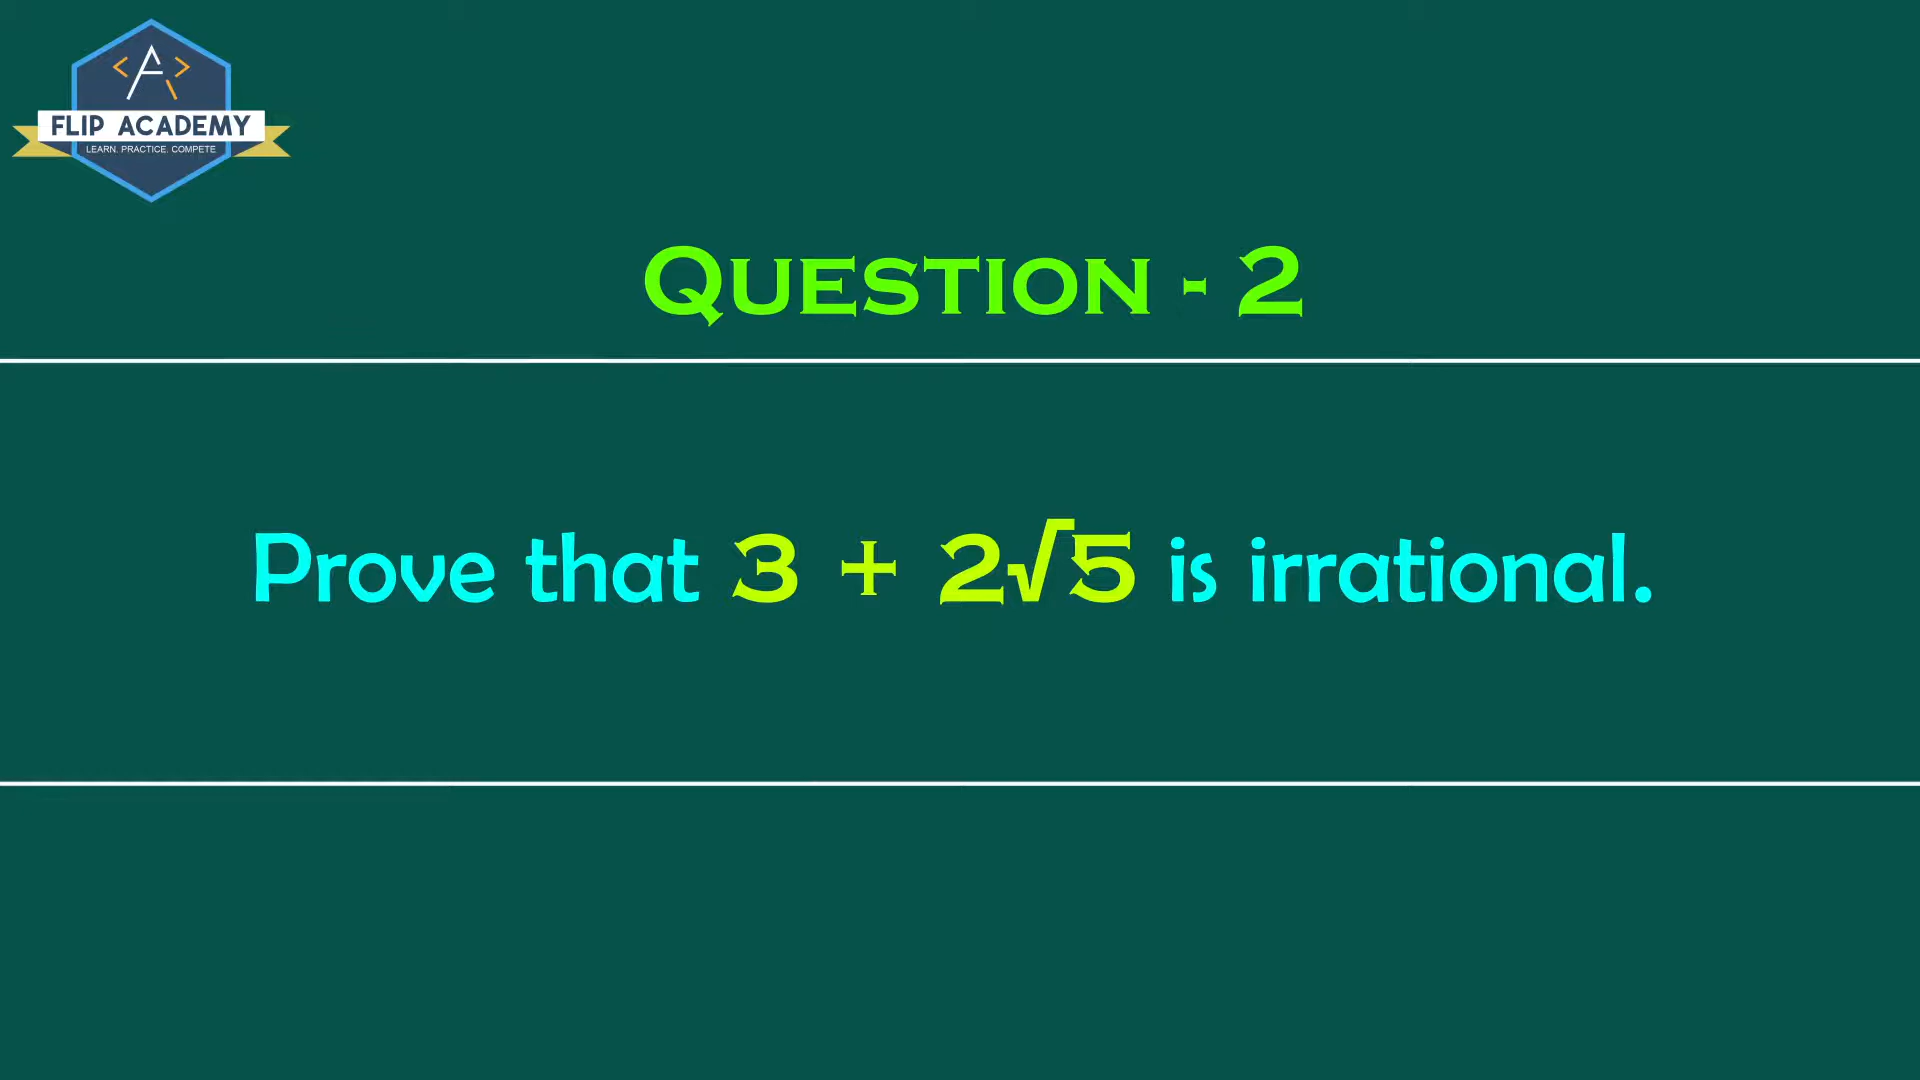 FLIP ACADEMY
LEARN. PRACTICE. COMPETE
QUESTION - 2
Prove that 3 + 2√5 is irrational.